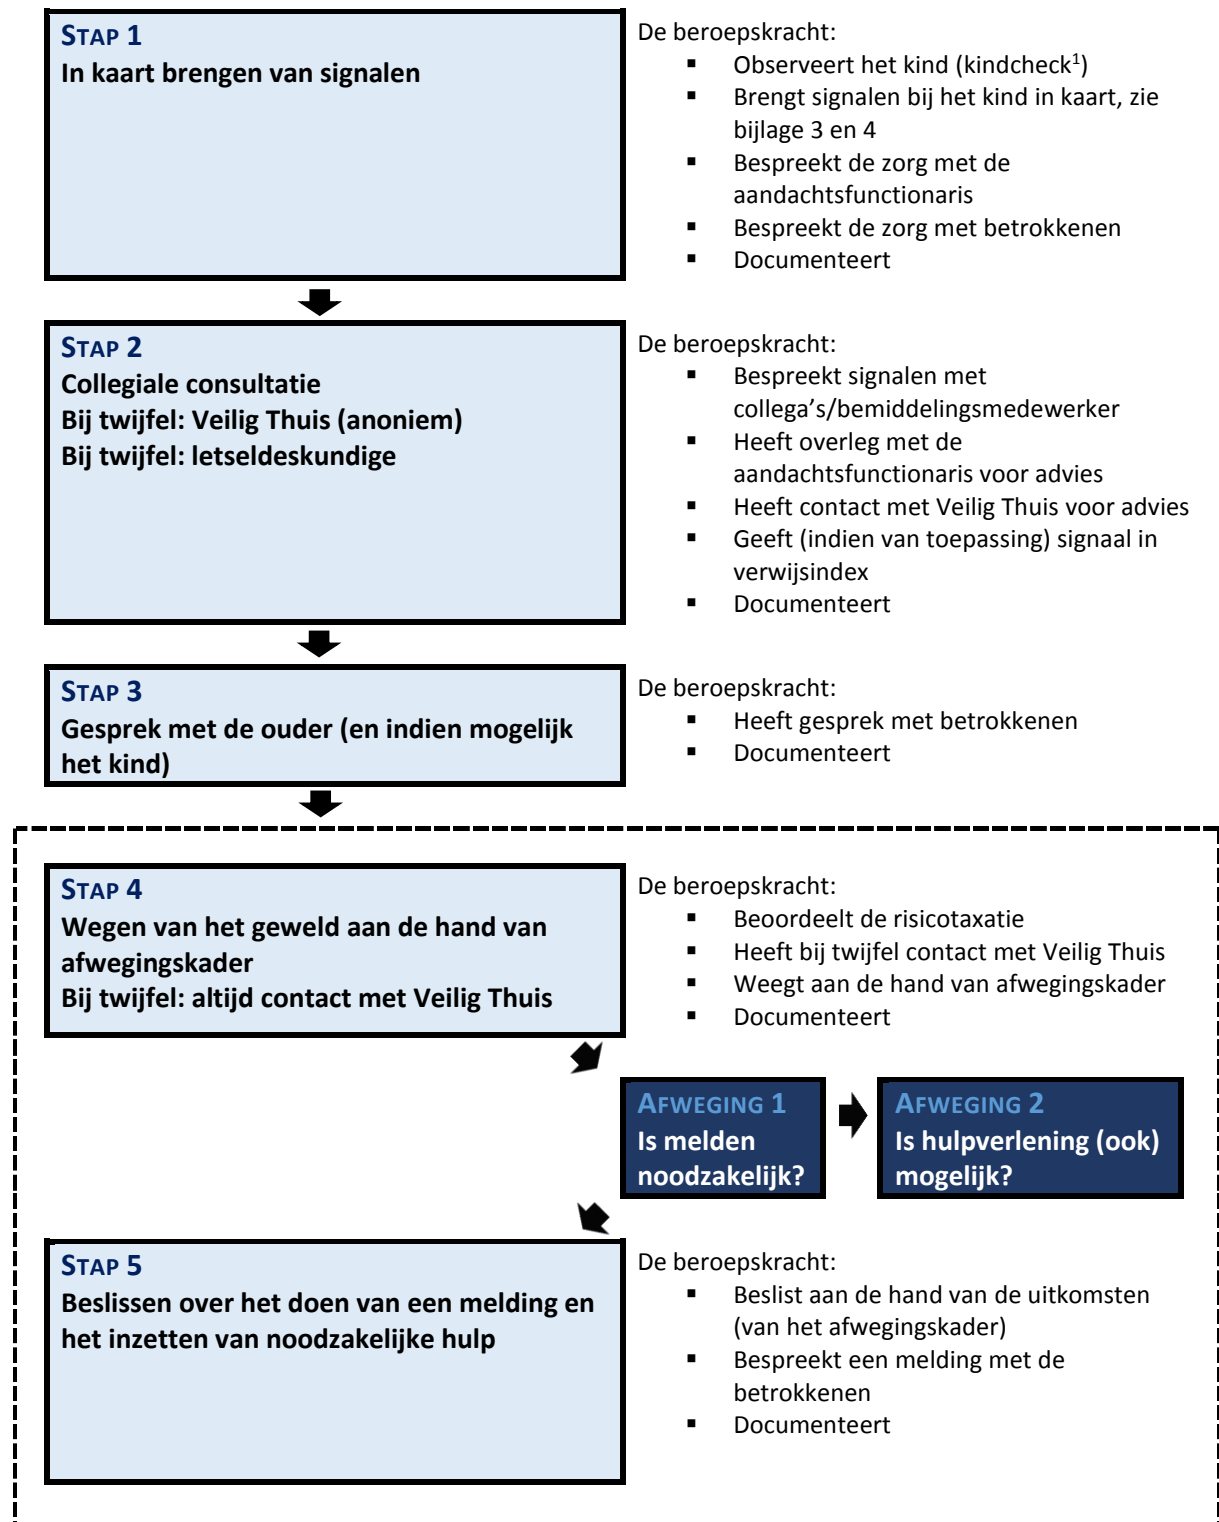 STAP 1
In kaart brengen van signalen
De beroepskracht:
▪ Observeert het kind (kindcheck1)
▪ Brengt signalen bij het kind in kaart, zie
bijlage 3 en 4
▪ Bespreekt de zorg met de
aandachtsfunctionaris
▪ Bespreekt de zorg met betrokkenen
▪ Documenteert
STAP 2
Collegiale consultatie
Bij twijfel: Veilig Thuis (anoniem)
Bij twijfel: letseldeskundige
De beroepskracht:
▪ Bespreekt signalen met
collega’s/bemiddelingsmedewerker
▪ Heeft overleg met de
aandachtsfunctionaris voor advies
▪ Heeft contact met Veilig Thuis voor advies
▪ Geeft (indien van toepassing) signaal in
verwijsindex
▪ Documenteert
STAP 3
Gesprek met de ouder (en indien mogelijk
het kind)
De beroepskracht:
▪ Heeft gesprek met betrokkenen
▪ Documenteert
STAP 4
Wegen van het geweld aan de hand van
afwegingskader
Bij twijfel: altijd contact met Veilig Thuis
De beroepskracht:
▪ Beoordeelt de risicotaxatie
▪ Heeft bij twijfel contact met Veilig Thuis
▪ Weegt aan de hand van afwegingskader
▪ Documenteert
AFWEGING 1
Is melden
noodzakelijk?
AFWEGING 2
Is hulpverlening (ook)
mogelijk?
STAP 5
Beslissen over het doen van een melding en
het inzetten van noodzakelijke hulp
De beroepskracht:
▪ Beslist aan de hand van de uitkomsten
(van het afwegingskader)
▪ Bespreekt een melding met de
betrokkenen
▪ Documenteert